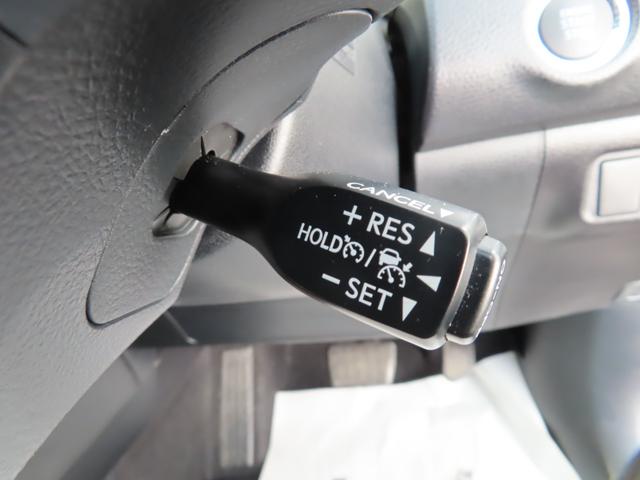 CANCEL▼
+ RES ▲
HOLD / ◀
− SET ▼